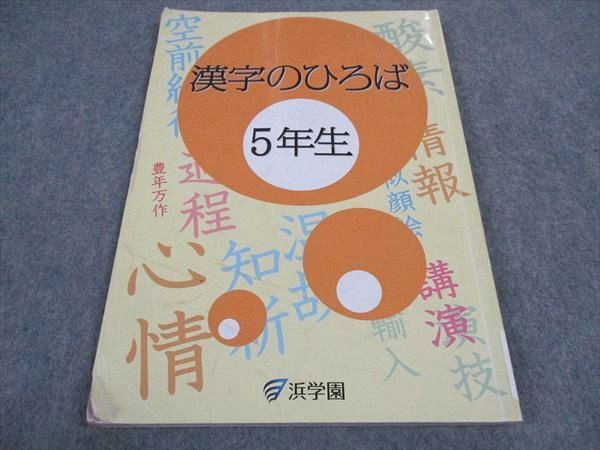 漢字のひろば
5年生
空前絶後
酸素
情報
過程
豊年万作
似顔絵
心情
温故
知新
講演
演技
輸入
浜学園